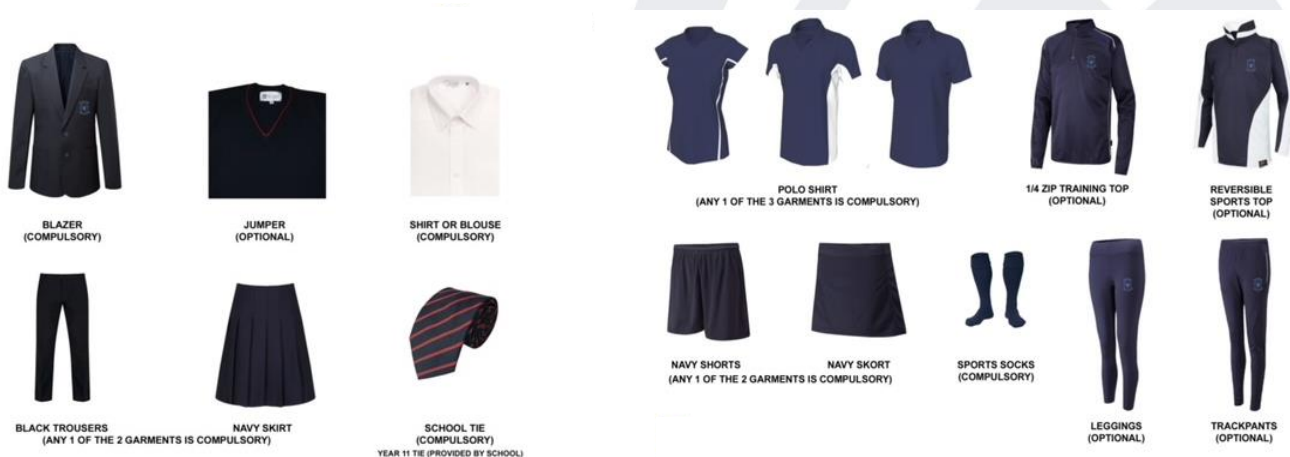 BLAZER
(COMPULSORY)
JUMPER
(OPTIONAL)
SHIRT OR BLOUSE
(COMPULSORY)
BLACK TROUSERS
NAVY SKIRT
(ANY 1 OF THE 2 GARMENTS IS COMPULSORY)
SCHOOL TIE
(COMPULSORY)
YEAR 11 TIE (PROVIDED BY SCHOOL)
POLO SHIRT
(ANY 1 OF THE 3 GARMENTS IS COMPULSORY)
1/4 ZIP TRAINING TOP
(OPTIONAL)
REVERSIBLE
SPORTS TOP
(OPTIONAL)
NAVY SHORTS
NAVY SKORT
(ANY 1 OF THE 2 GARMENTS IS COMPULSORY)
SPORTS SOCKS
(COMPULSORY)
LEGGINGS
(OPTIONAL)
TRACKPANTS
(OPTIONAL)